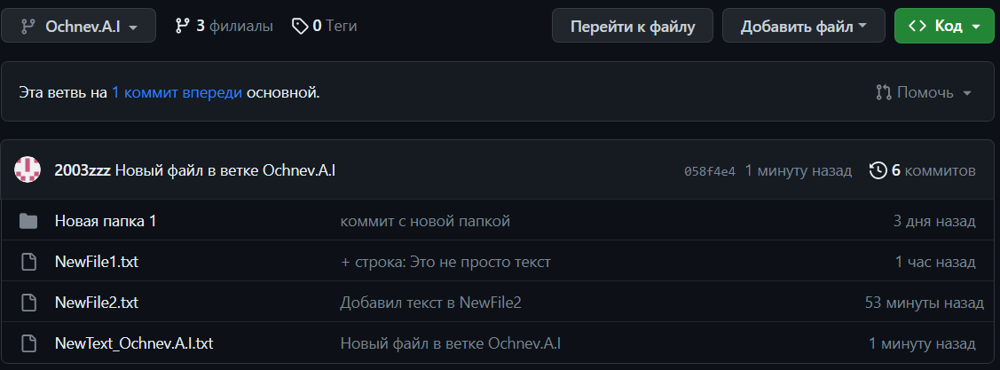 Ochnev.A.I 3 филиалы 0 Теги Перейти к файлу Добавить файл Код
Эта ветвь на 1 коммит впереди основной. Помочь
2003zzz Новый файл в ветке Ochnev.A.I 058f4e4 1 минуту назад 6 коммитов
Новая папка 1 коммит с новой папкой 3 дня назад
NewFile1.txt + строка: Это не просто текст 1 час назад
NewFile2.txt Добавил текст в NewFile2 53 минуты назад
NewText_Ochnev.A.I.txt Новый файл в ветке Ochnev.A.I 1 минуту назад